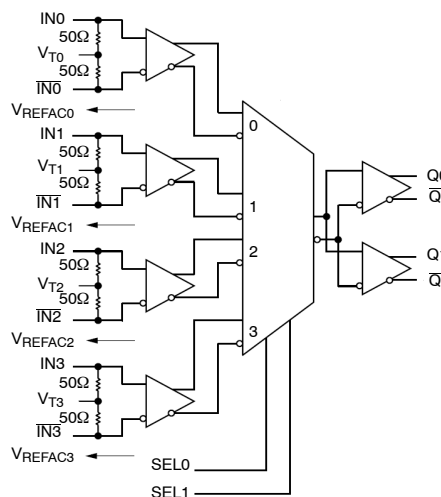 IN0
50Ω
VT0
50Ω
IN0
VREFAC0
0
IN1
50Ω
VT1
50Ω
IN1
VREFAC1
1
IN2
50Ω
VT2
50Ω
IN2
VREFAC2
2
IN3
50Ω
VT3
50Ω
IN3
VREFAC3
3
SEL0
SEL1